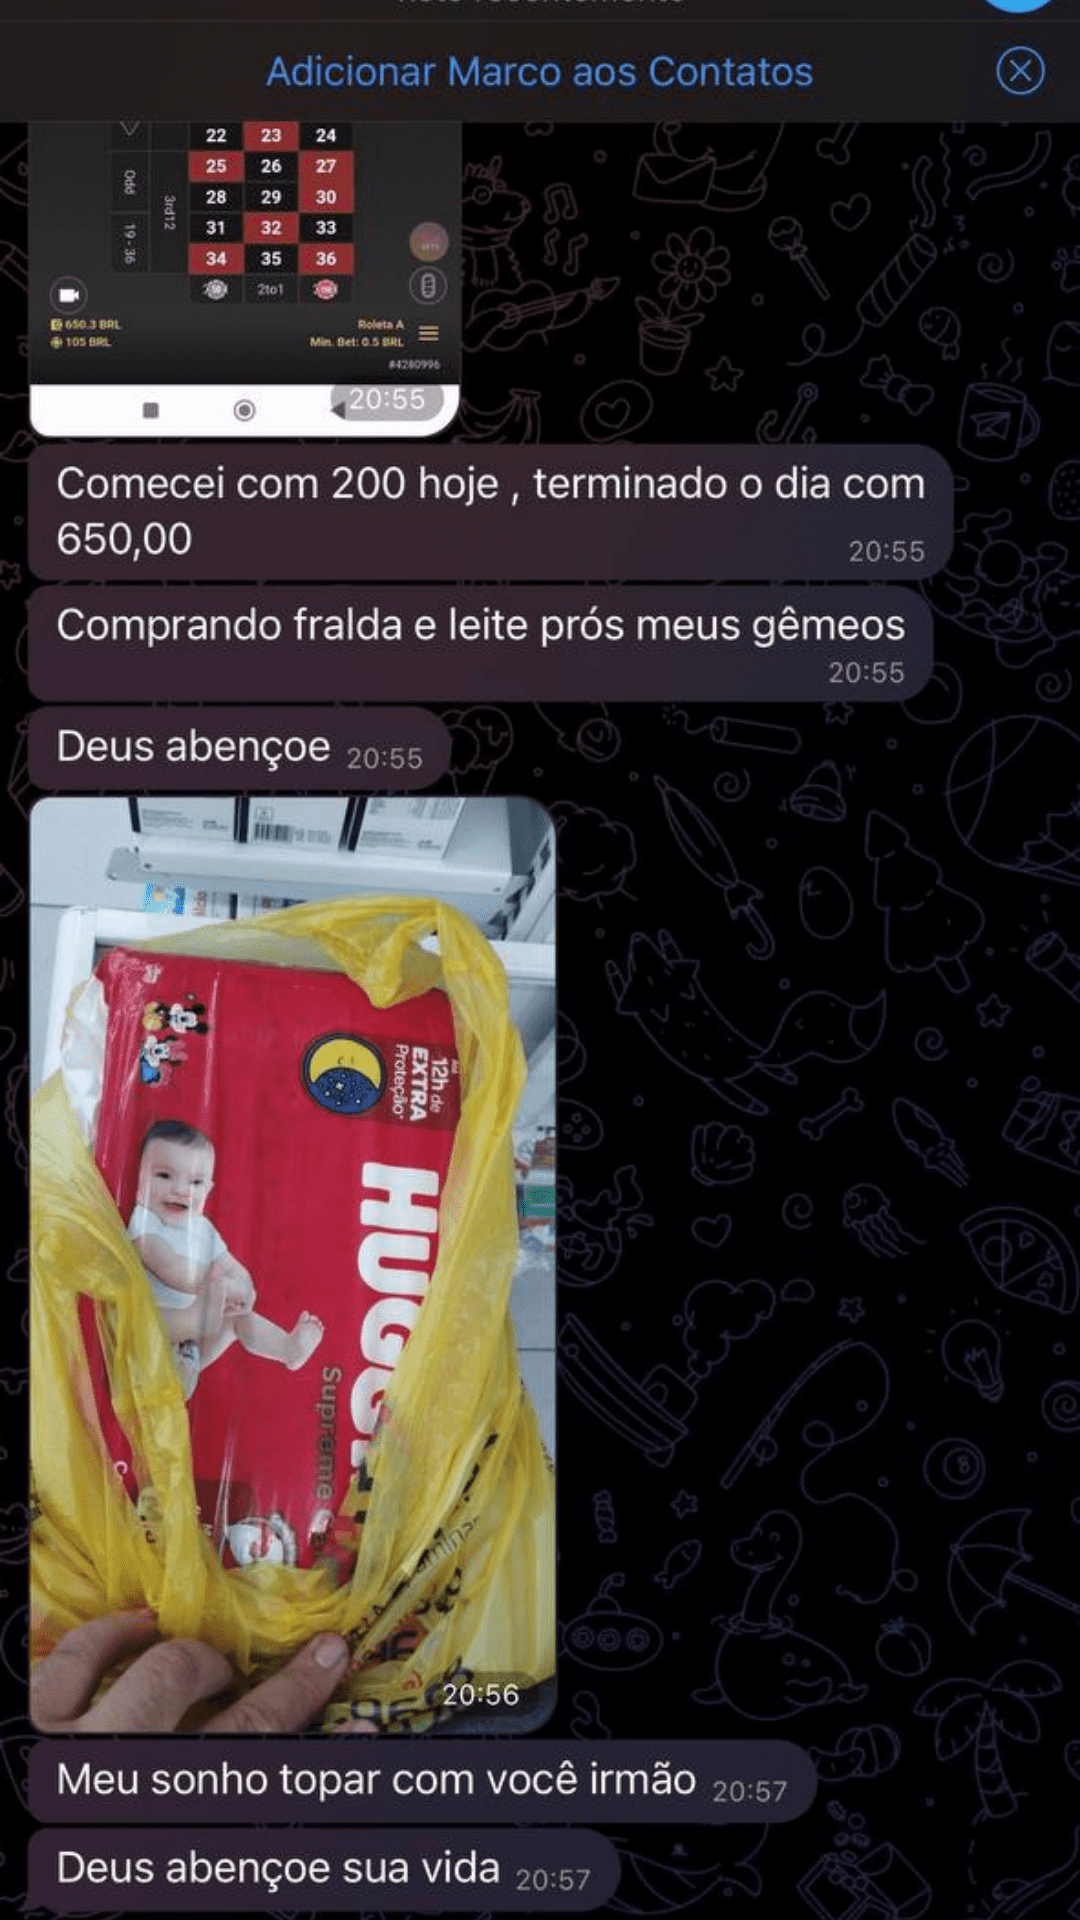 Adicionar Marco aos Contatos
22 23 24
25 26 27
28 29 30
31 32 33
34 35 36
2to1
Odd
19 - 36
3rd12
650.3 BRL
105 BRL
Roleta A
Min. Bet: 0.5 BRL
#4280996
20:55
Comecei com 200 hoje , terminado o dia com
650,00
20:55
Comprando fralda e leite prós meus gêmeos
20:55
Deus abençoe 20:55
12h de
EXTRA
Proteção
Supreme
20:56
Meu sonho topar com você irmão 20:57
Deus abençoe sua vida 20:57